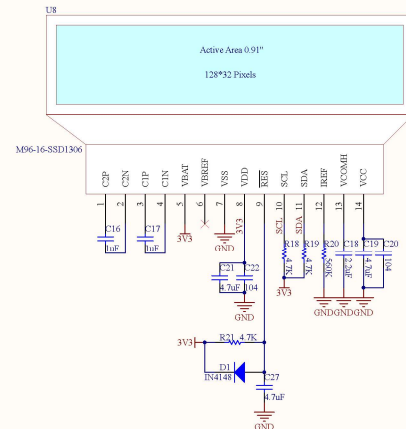 U8
Active Area 0.91"
128*32 Pixels
M96-16-SSD1306
C2P
C2N
C1P
C1N
VBAT
VBREF
VSS
VDD
RES
SCL
SDA
IREF
VCOMH
VCC
1
2
3
4
5
6
7
8
9
10
11
12
13
14
C16
1uF
C17
1uF
3V3
GND
3V3
SCL
SDA
R18
4.7K
R19
4.7K
R20
560K
C18
2.2uF
C19
4.7uF
C20
104
C21
4.7uF
C22
104
GND
3V3
GND
GND
GND
3V3
R21
4.7K
D1
IN4148
C27
4.7uF
GND